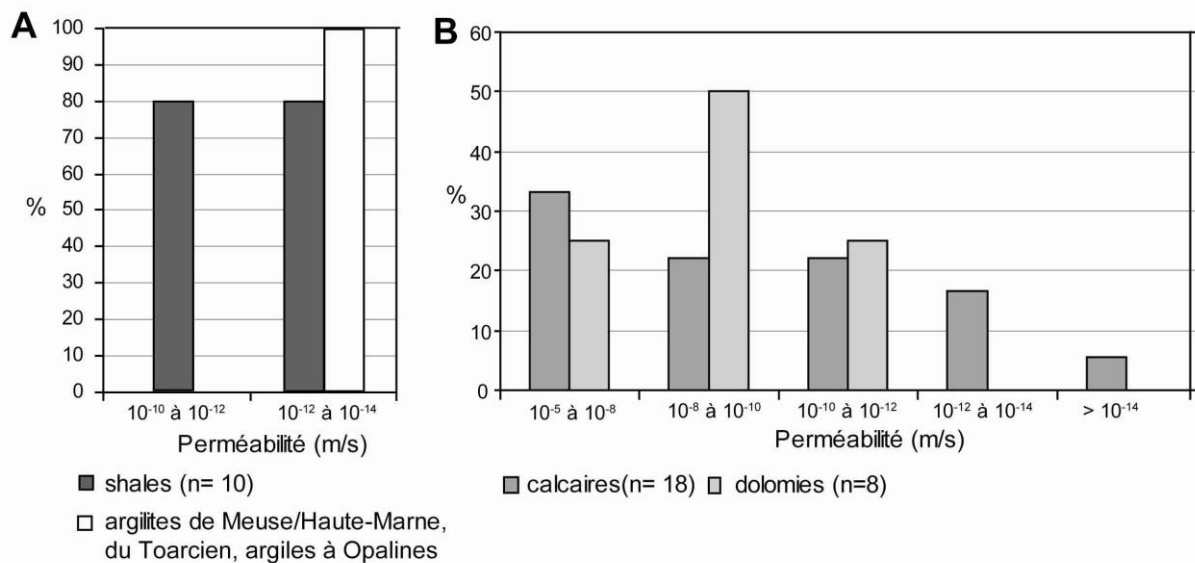 A
100
90
80
70
60
50
40
30
20
10
0
%
10⁻¹⁰ à 10⁻¹²
10⁻¹² à 10⁻¹⁴
Perméabilité (m/s)
shales (n= 10)
argilites de Meuse/Haute-Marne,
du Toarcien, argiles à Opalines
B
60
50
40
30
20
10
0
%
10⁻⁵ à 10⁻⁸
10⁻⁸ à 10⁻¹⁰
10⁻¹⁰ à 10⁻¹²
10⁻¹² à 10⁻¹⁴
> 10⁻¹⁴
Perméabilité (m/s)
calcaires(n= 18)
dolomies (n=8)